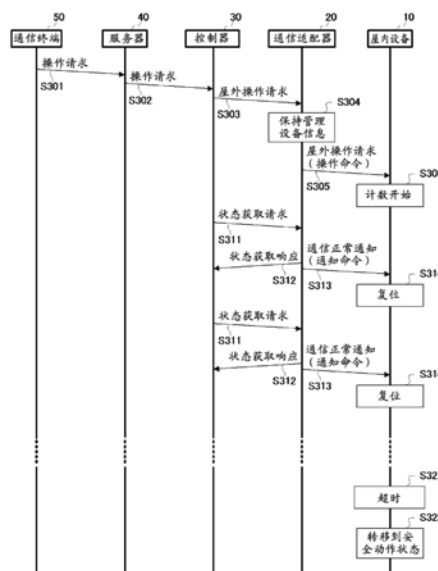 50 40 30 20 10
通信终端 服务器 控制器 通信适配器 屋内设备
操作请求
S301
操作请求
S302
屋外操作请求
S303
S304
保持管理
设备信息
屋外操作请求
(操作命令)
S305
计数开始
状态获取请求
S311
状态获取响应
S312
通信正常通知
(通知命令)
S313
复位
状态获取请求
S311
状态获取响应
S312
通信正常通知
(通知命令)
S313
复位
超时
转移到安
全动作状态